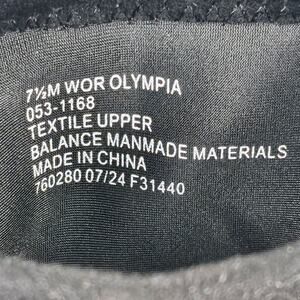 7½M WOR OLYMPIA
053-1168
TEXTILE UPPER
BALANCE MANMADE MATERIALS
MADE IN CHINA
760280 07/24 F31440